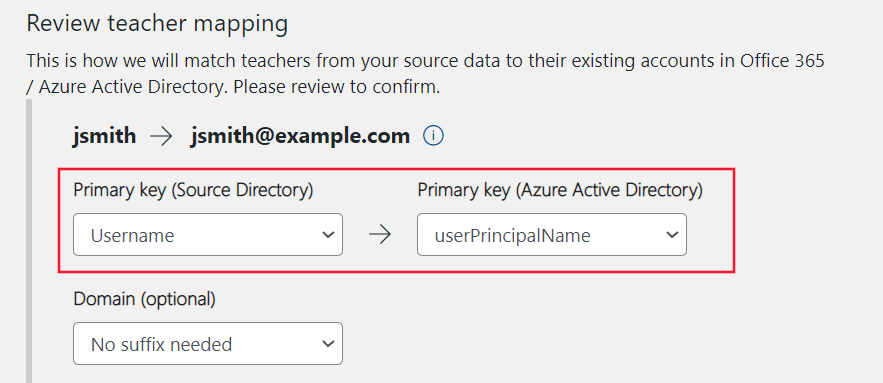 Review teacher mapping
This is how we will match teachers from your source data to their existing accounts in Office 365
/ Azure Active Directory. Please review to confirm.
jsmith → jsmith@example.com
Primary key (Source Directory) Primary key (Azure Active Directory)
Username → userPrincipalName
Domain (optional)
No suffix needed